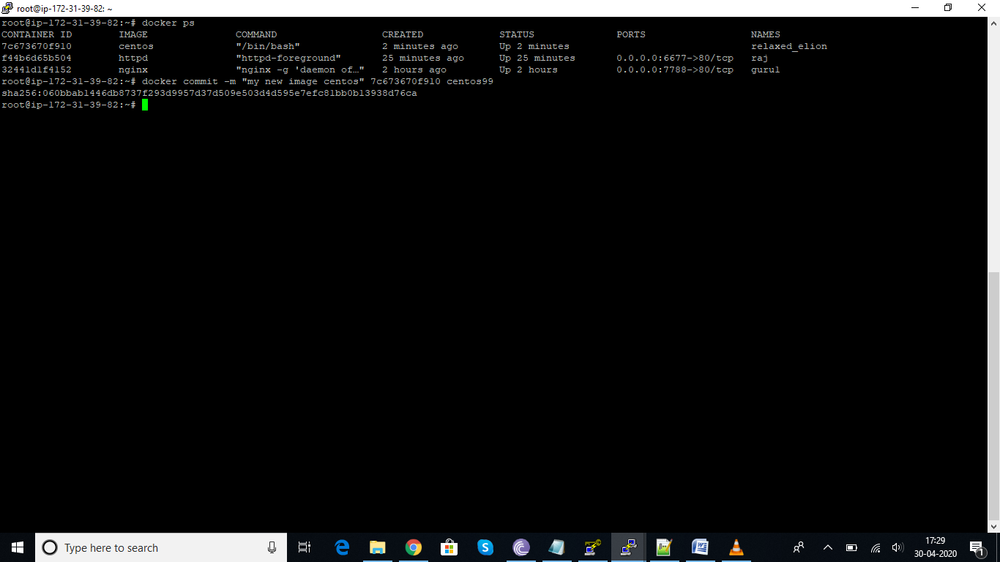 root@ip-172-31-39-82: ~
root@ip-172-31-39-82:~# docker ps
CONTAINER ID        IMAGE               COMMAND                  CREATED             STATUS              PORTS                  NAMES
7c673670f910        centos              "/bin/bash"              2 minutes ago       Up 2 minutes                               relaxed_elion
f44b6d65b504        httpd               "httpd-foreground"       25 minutes ago      Up 25 minutes       0.0.0.0:6677->80/tcp   raj
32441d1f4152        nginx               "nginx -g 'daemon of…"   2 hours ago         Up 2 hours          0.0.0.0:7788->80/tcp   guru1
root@ip-172-31-39-82:~# docker commit -m "my new image centos" 7c673670f910 centos99
sha256:060bbab1446db8737f293d9957d37d509e503d4d595e7efc81bb0b13938d76ca
root@ip-172-31-39-82:~#
Type here to search
17:29
30-04-2020
1